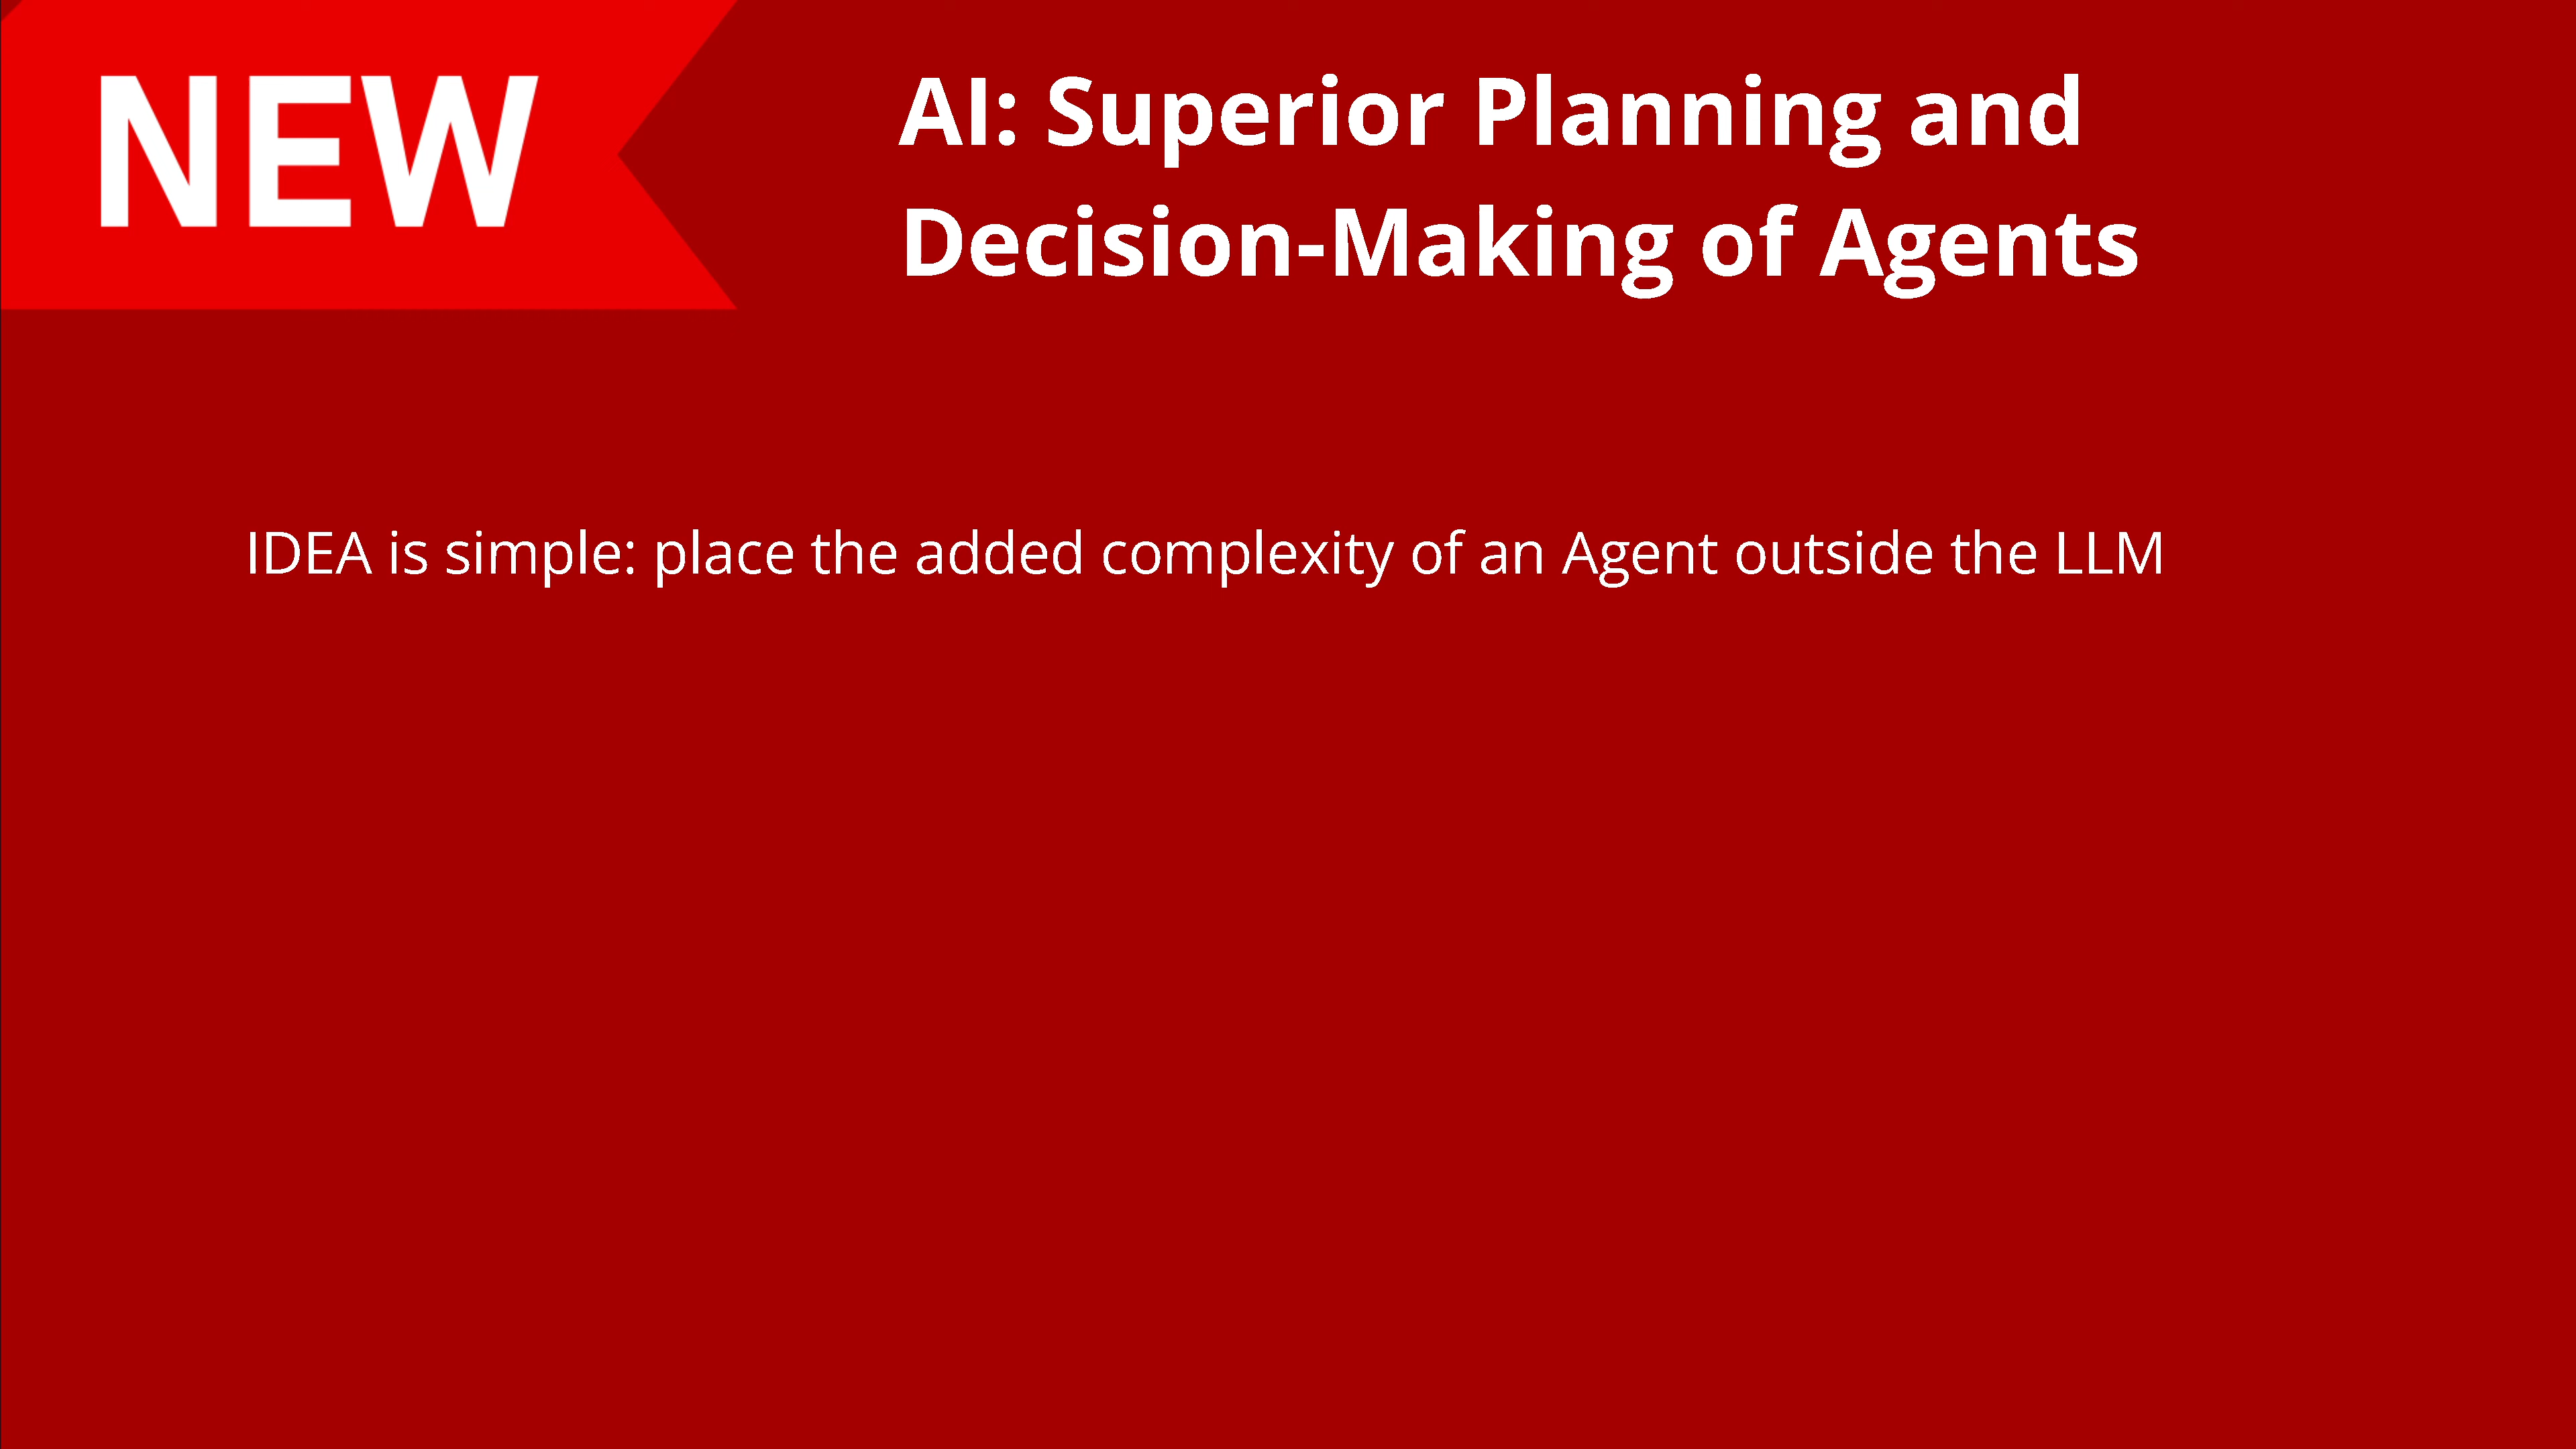 NEW
AI: Superior Planning and
Decision-Making of Agents
IDEA is simple: place the added complexity of an Agent outside the LLM